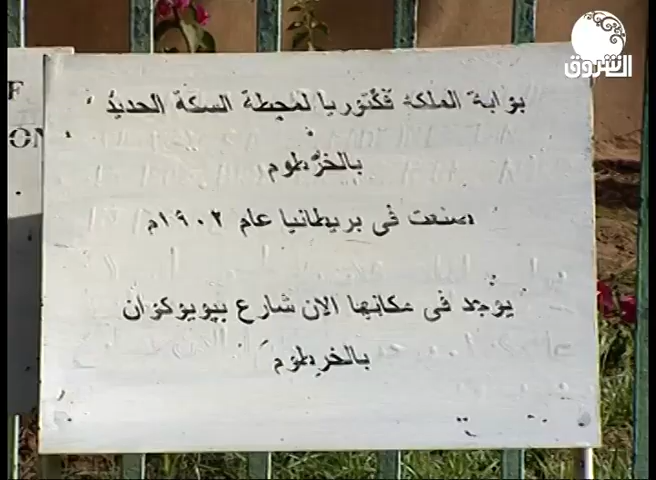 الشروق
F
ON
بوابة الملكة فكتوريا لمحطة السكة الحديد
بالخرطوم
صنعت فى بريطانيا عام ١٩٠٢م
يوجد فى مكانها الان شارع بيويوكوان
بالخرطوم